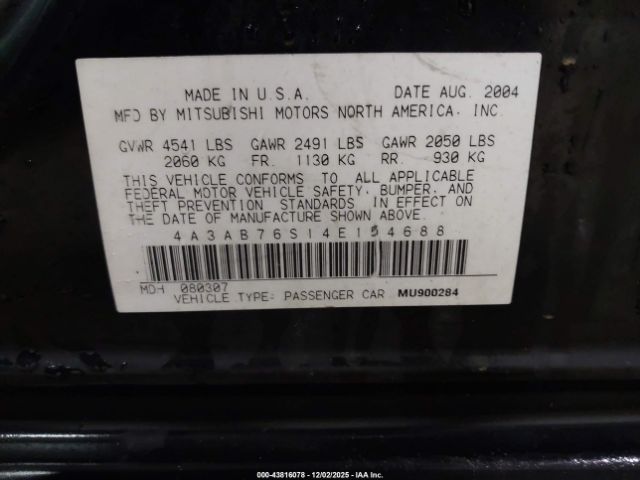 MADE IN U.S.A. DATE AUG. 2004
MFD BY MITSUBISHI MOTORS NORTH AMERICA. INC.
GVWR 4541 LBS GAWR 2491 LBS GAWR 2050 LBS
2060 KG FR. 1130 KG RR. 930 KG
THIS VEHICLE CONFORMS TO ALL APPLICABLE
FEDERAL MOTOR VEHICLE SAFETY, BUMPER, AND
THEFT PREVENTION STANDARDS IN EFFECT ON
THE DATE OF MANUFACTURE SHOWN ABOVE.
4A3AB76S14E154688
MDH 080307
VEHICLE TYPE: PASSENGER CAR MU900284
000-43816078 - 12/02/2025 - IAA Inc.